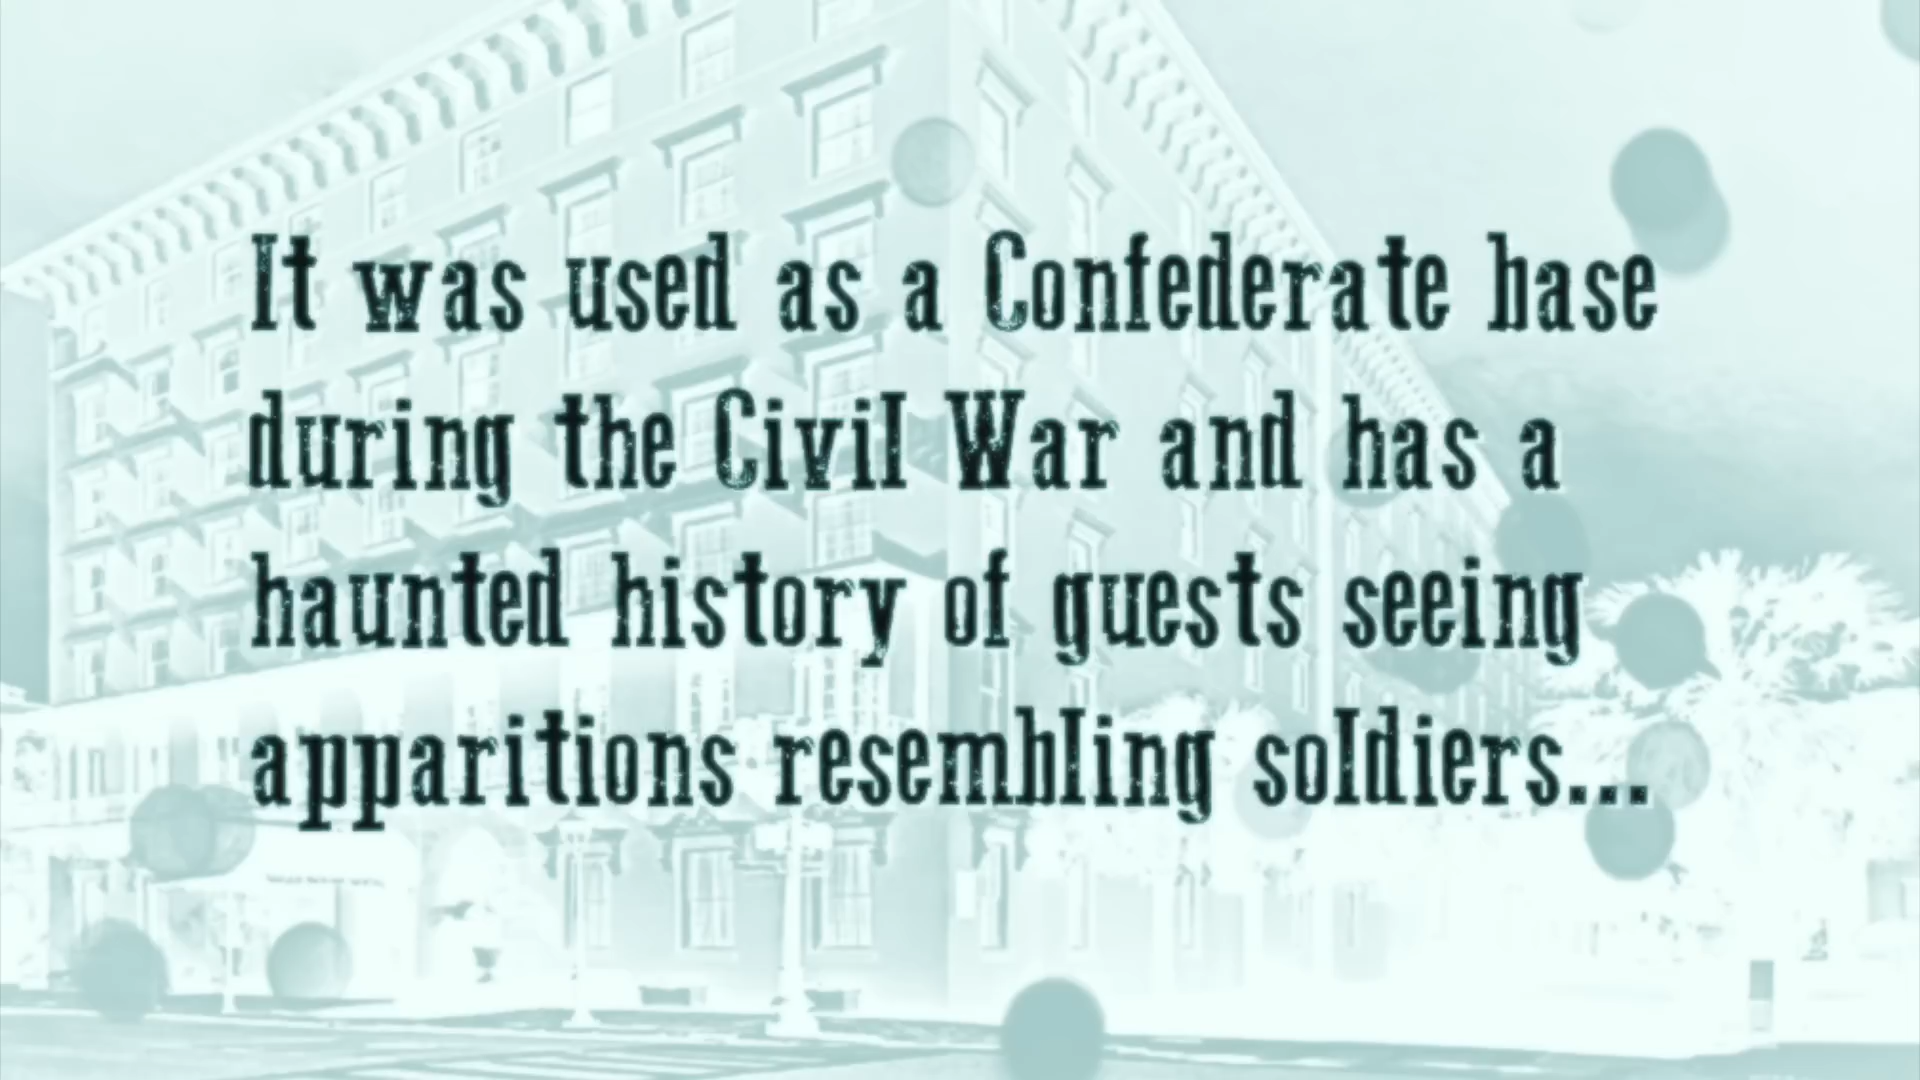 It was used as a Confederate base
during the Civil War and has a
haunted history of guests seeing
apparitions resembling soldiers...